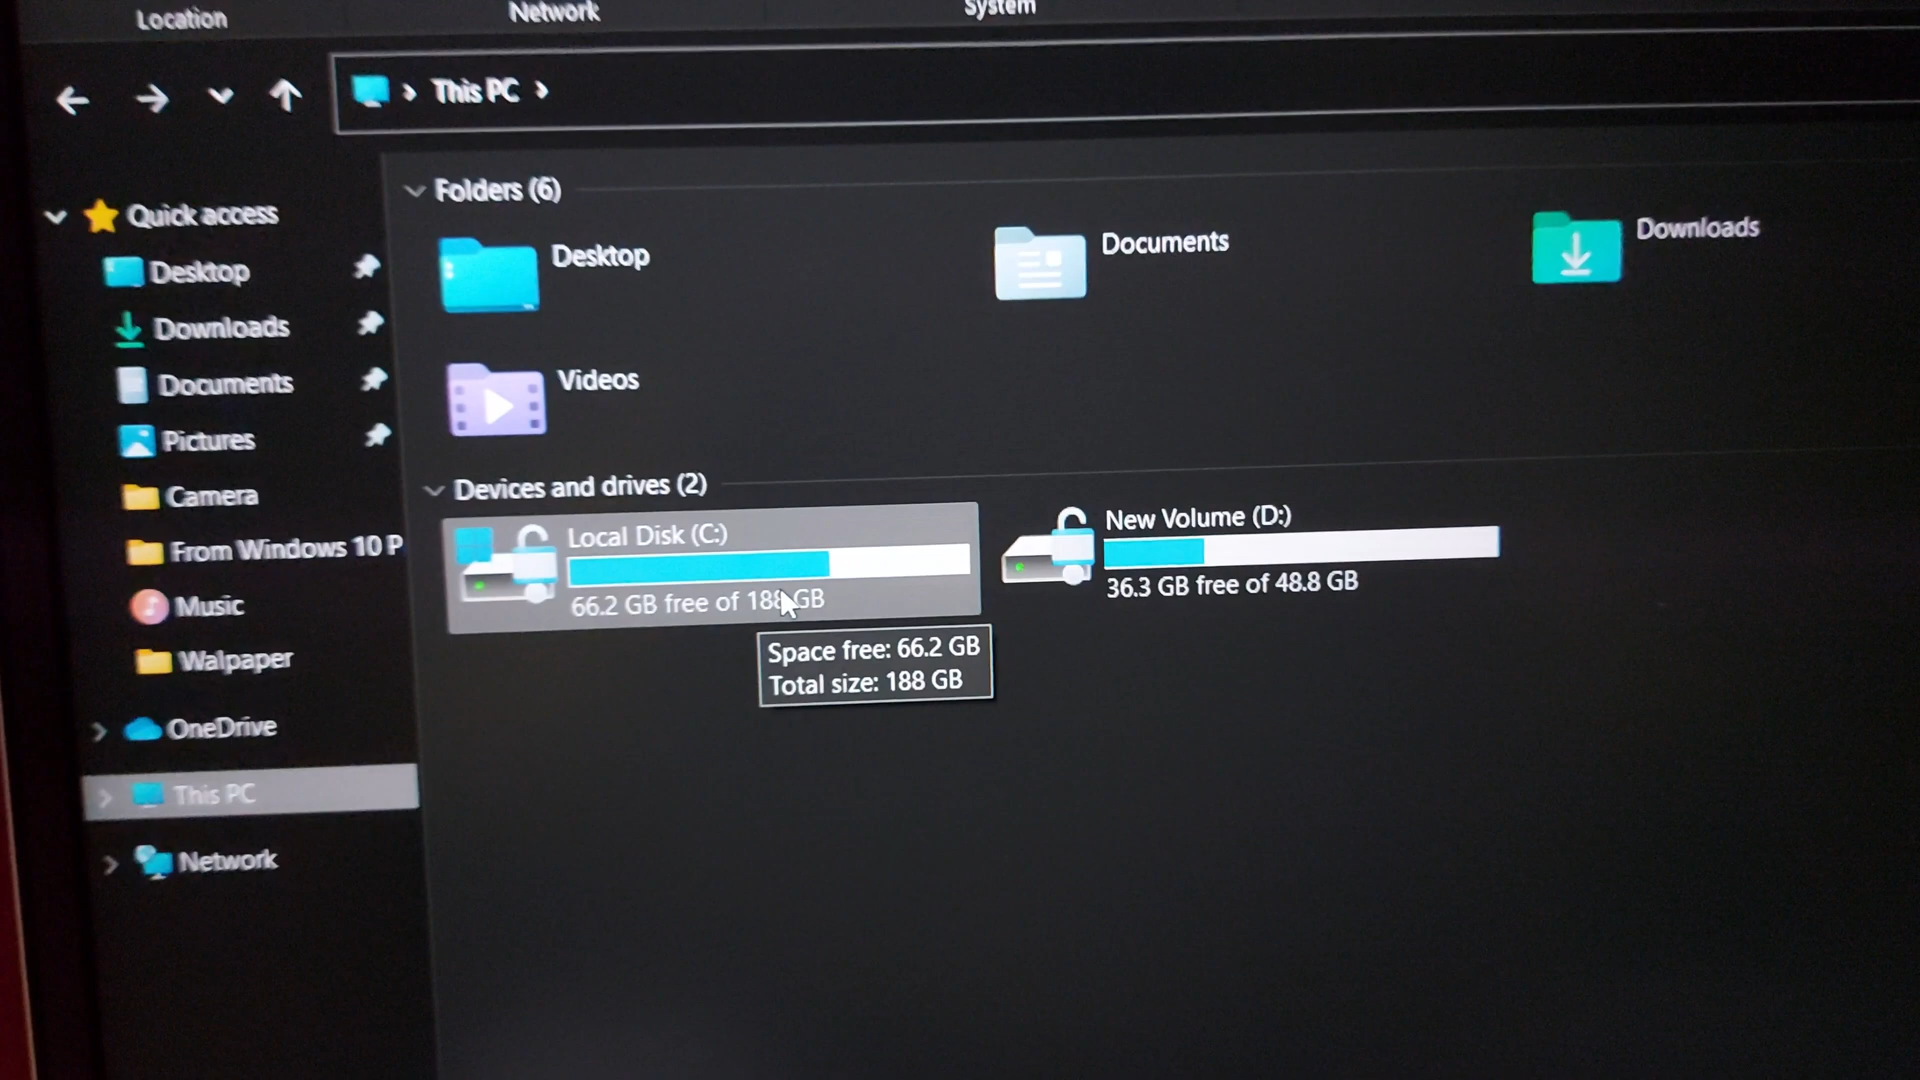 Location
Network
System
This PC
Quick access
Desktop
Downloads
Documents
Pictures
Camera
From Windows 10 P
Music
Walpaper
OneDrive
This PC
Network
Folders (6)
Desktop
Documents
Downloads
Videos
Devices and drives (2)
Local Disk (C:)
66.2 GB free of 188 GB
New Volume (D:)
36.3 GB free of 48.8 GB
Space free: 66.2 GB
Total size: 188 GB